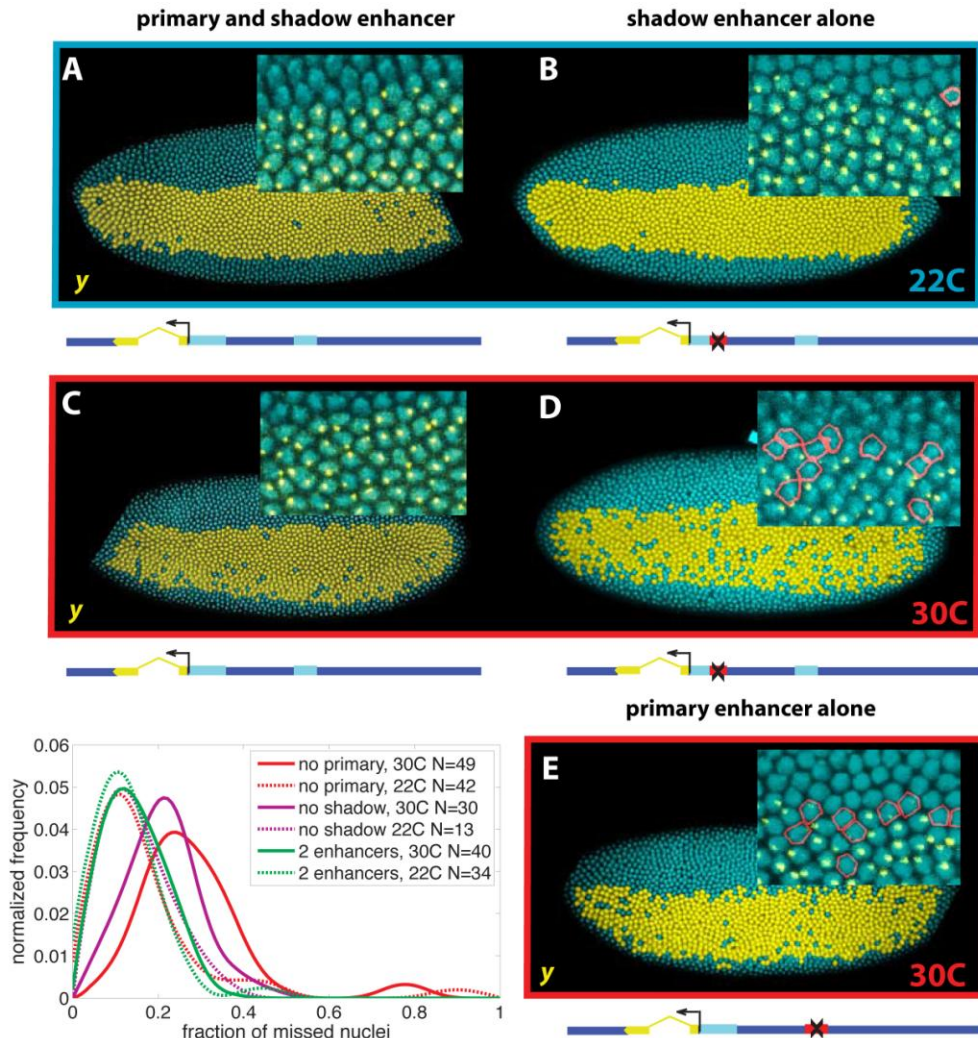 primary and shadow enhancer
shadow enhancer alone
A
B
y
22C
C
D
y
30C
primary enhancer alone
0.06
0.05
0.04
0.03
0.02
0.01
0
normalized frequency
no primary, 30C N=49
no primary, 22C N=42
no shadow, 30C N=30
no shadow 22C N=13
2 enhancers, 30C N=40
2 enhancers, 22C N=34
0 0.2 0.4 0.6 0.8 1
fraction of missed nuclei
E
y
30C